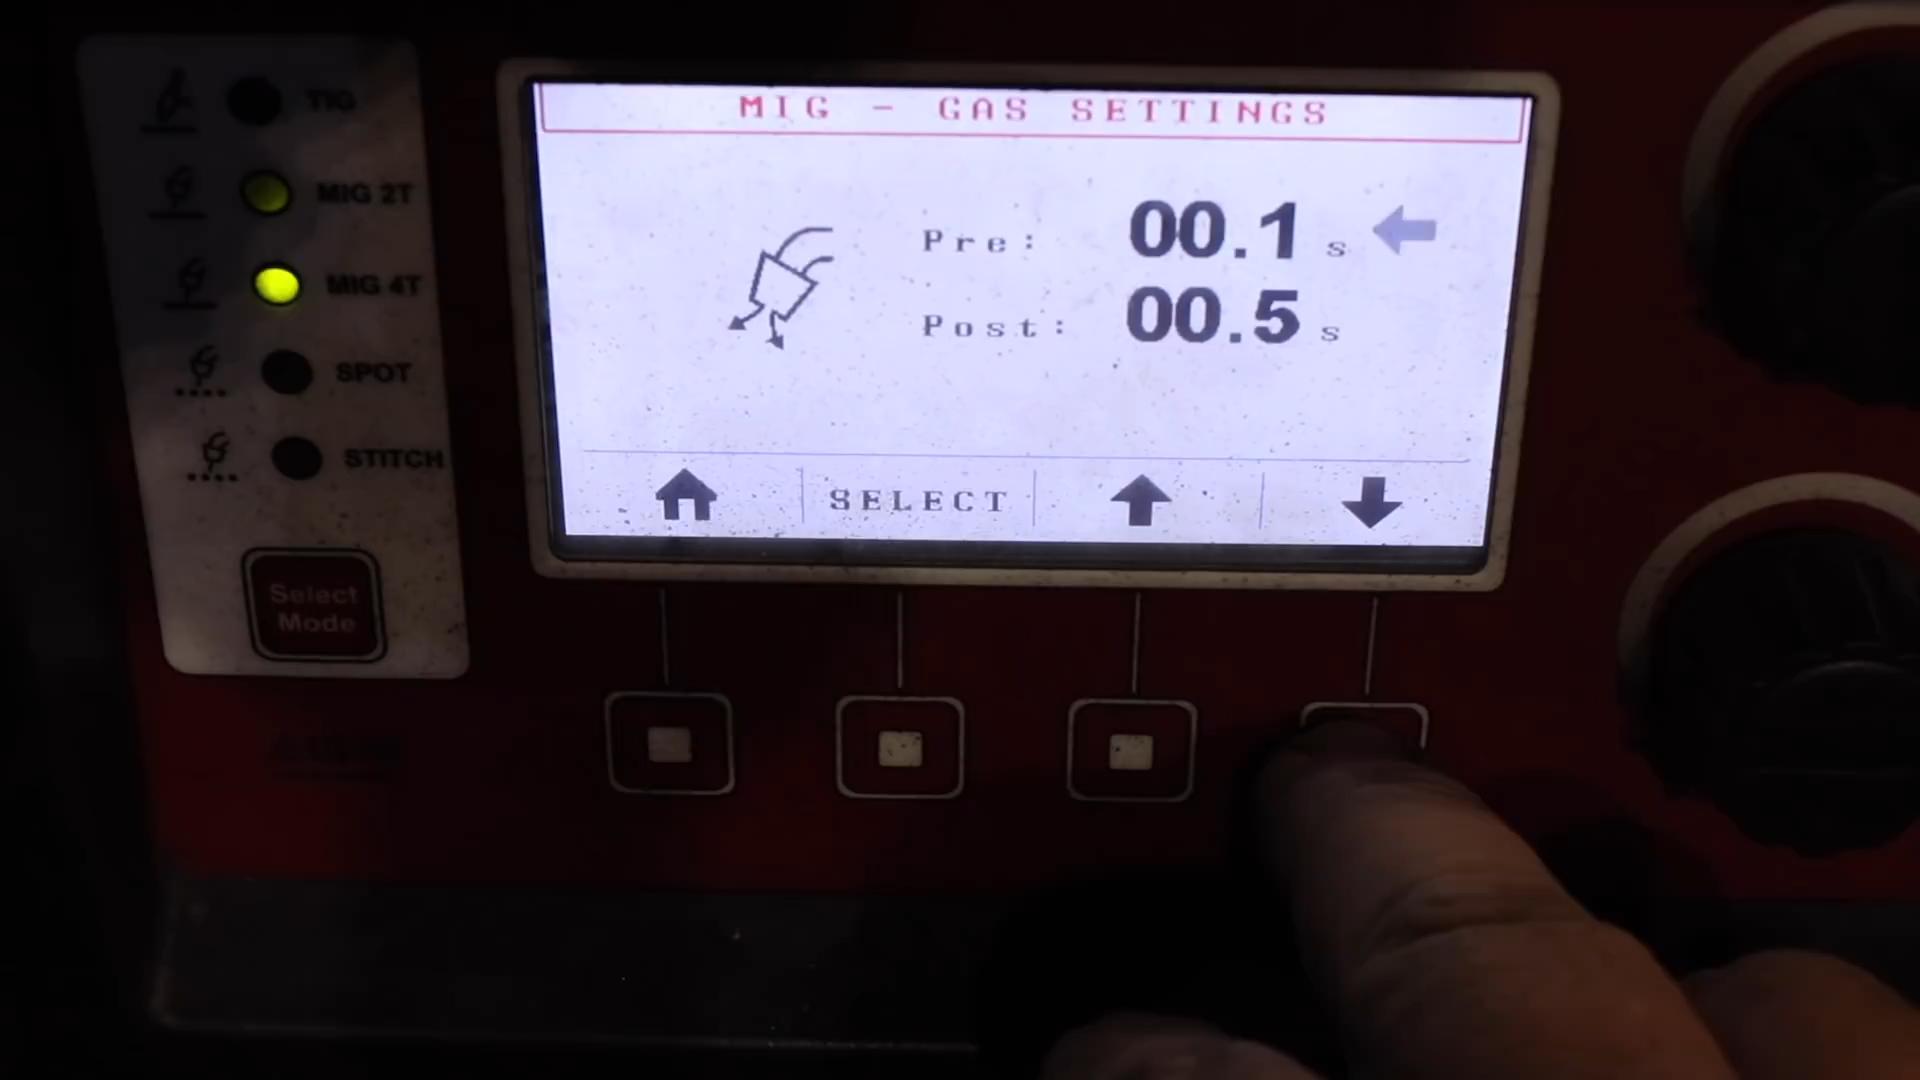 TIG
MIG 2T
MIG 4T
SPOT
STITCH
Select
Mode
MIG - GAS SETTINGS
Pre: 00.1 s
Post: 00.5 s
SELECT